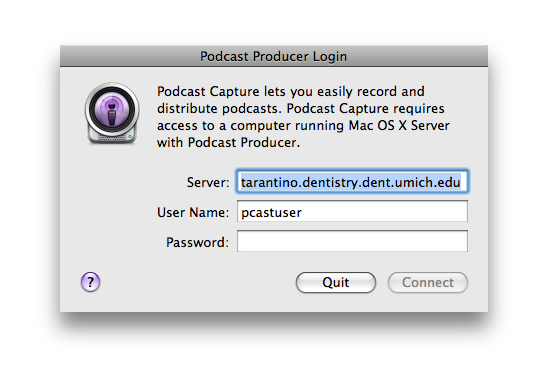 Podcast Producer Login
Podcast Capture lets you easily record and
distribute podcasts. Podcast Capture requires
access to a computer running Mac OS X Server
with Podcast Producer.
Server: tarantino.dentistry.dent.umich.edu
User Name: pcastuser
Password:
? Quit Connect